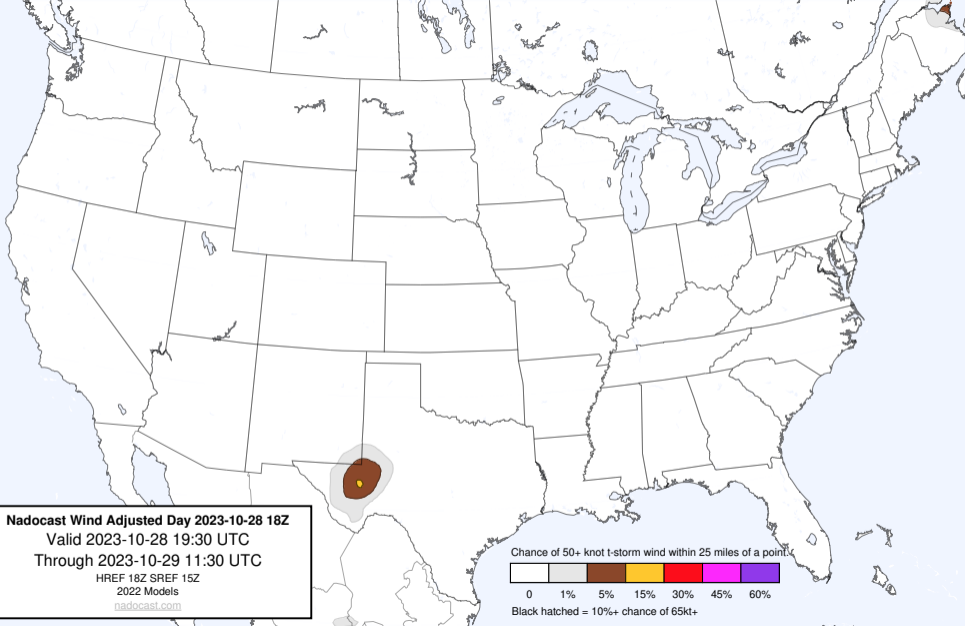 Nadocast Wind Adjusted Day 2023-10-28 18Z
Valid 2023-10-28 19:30 UTC
Through 2023-10-29 11:30 UTC
HREF 18Z SREF 15Z
2022 Models
nadocast.com
Chance of 50+ knot t-storm wind within 25 miles of a point.
0 1% 5% 15% 30% 45% 60%
Black hatched = 10%+ chance of 65kt+